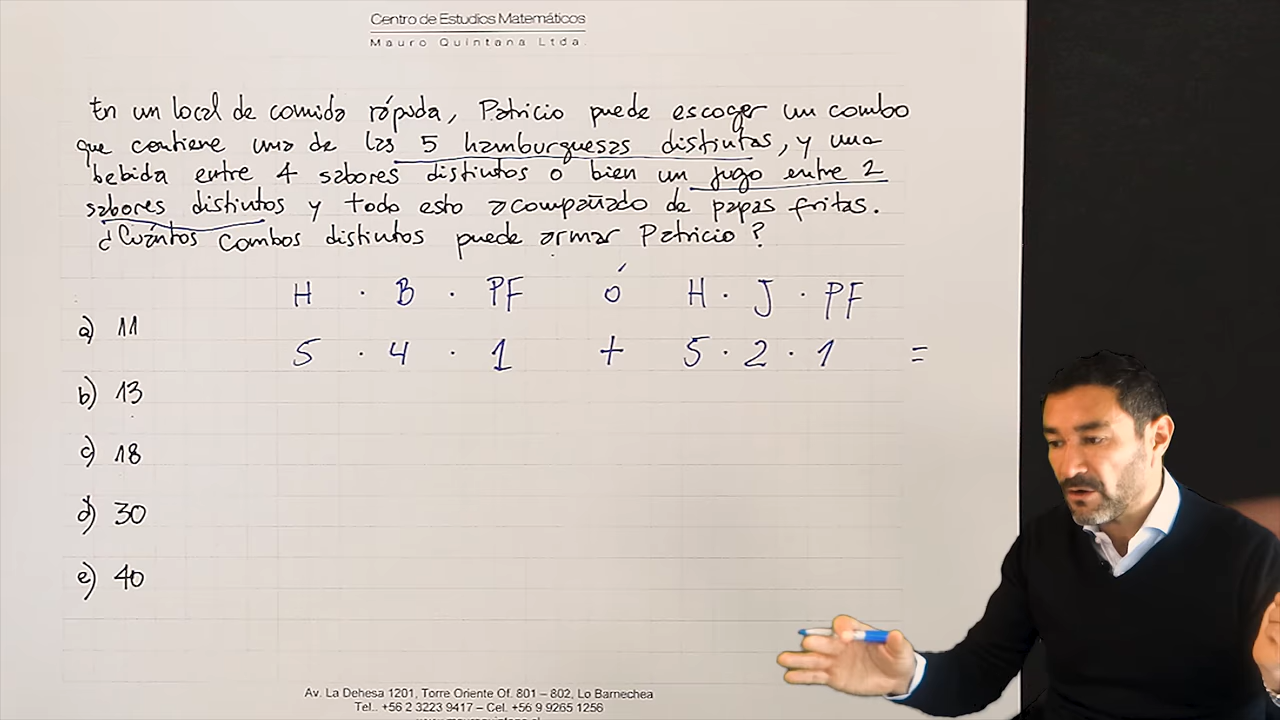 Centro de Estudios Matemáticos
Mauro Quintana Ltda.
En un local de comida rápida, Patricio puede escoger un combo
que contiene una de las 5 hamburguesas distintas, y una
bebida entre 4 sabores distintos o bien un jugo entre 2
sabores distintos y todo esto acompañado de papas fritas.
¿Cuántos combos distintos puede armar Patricio?
H · B · PF ó H · J · PF
a) 11
5 · 4 · 1 + 5 · 2 · 1 =
b) 13
c) 18
d) 30
e) 40
Av. La Dehesa 1201, Torre Oriente Of. 801 – 802, Lo Barnechea
Tel.. +56 2 3223 9417 – Cel. +56 9 9265 1256